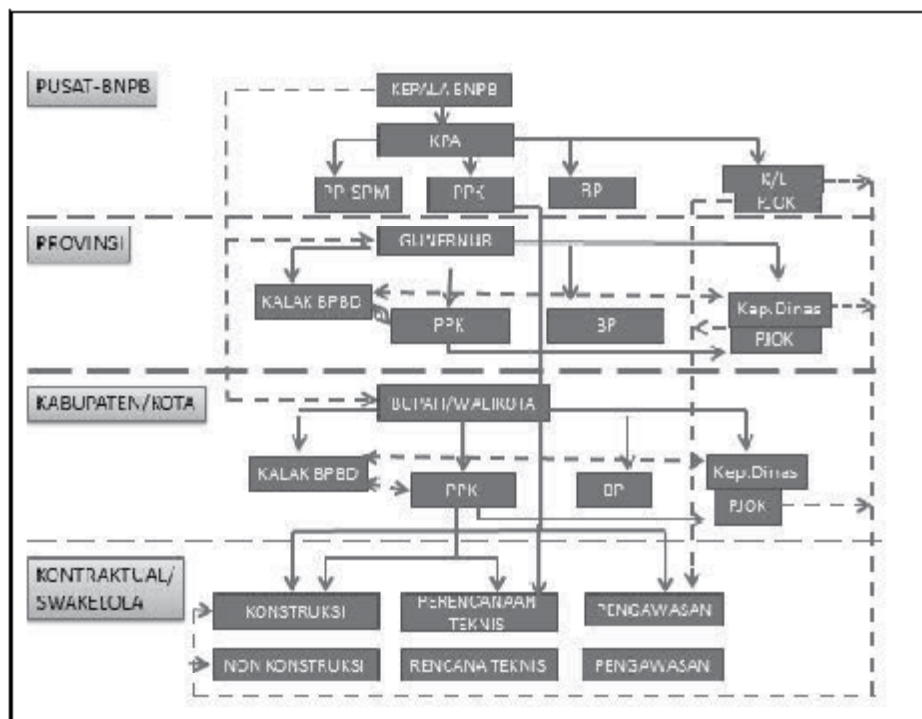 PUSAT-BNPB
KEPALA BNPB
KPA
PP SPM
PPK
BP
K/L
PJOK
PROVINSI
GUBERNUR
KALAK BPBD
PPK
BP
Kep.Dinas
PJOK
KABUPATEN/KOTA
BUPATI/WALIKOTA
KALAK BPBD
PPK
BP
Kep.Dinas
PJOK
KONTRAKTUAL/
SWAKELOLA
KONSTRUKSI
PERENCANAAN
TEKNIS
PENGAWASAN
NON KONSTRUKSI
RENCANA TEKNIS
PENGAWASAN